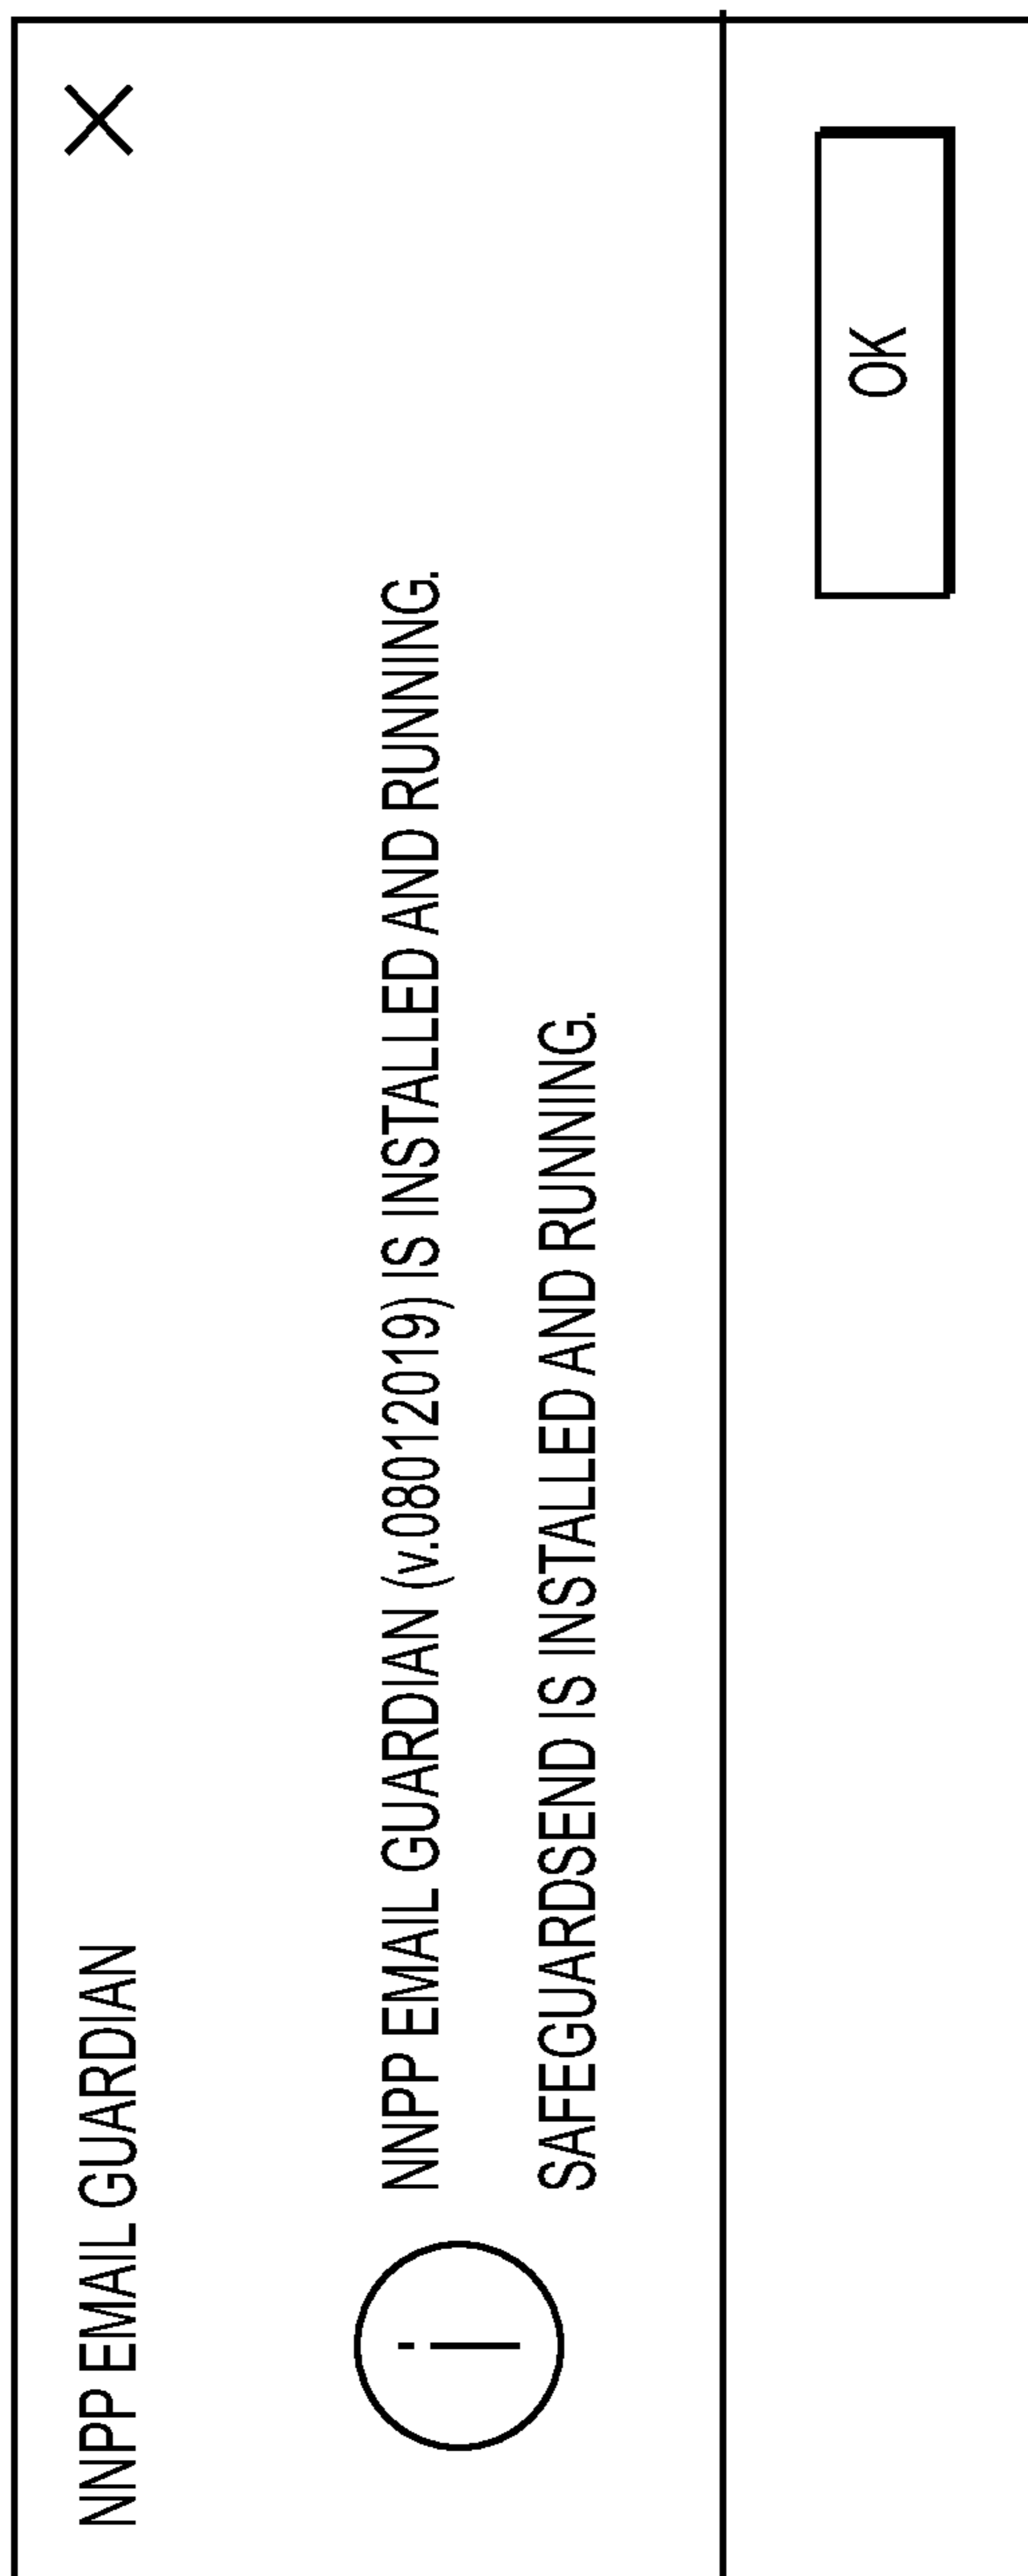 NNPP EMAIL GUARDIAN
NNPP EMAIL GUARDIAN (v.08012019) IS INSTALLED AND RUNNING.
SAFEGUARDSEND IS INSTALLED AND RUNNING.
OK